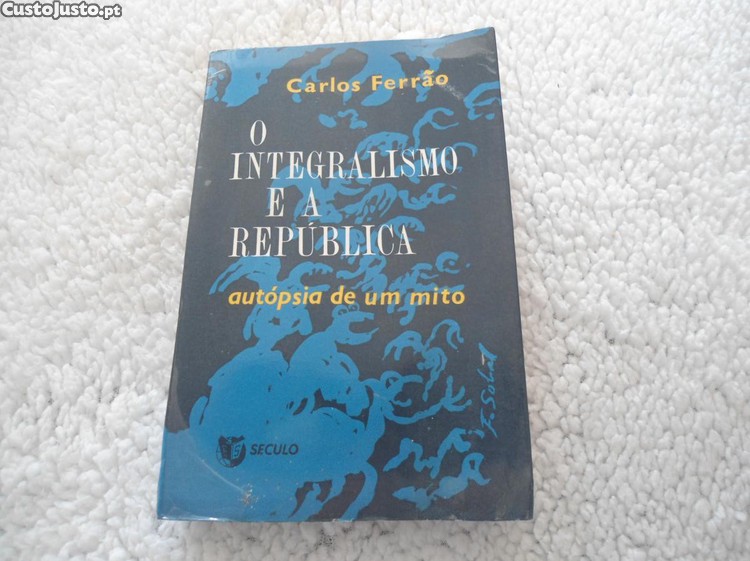 CustoJusto.pt
Carlos Ferrão
O
INTEGRALISMO
E A
REPÚBLICA
autópsia de um mito
SECULO